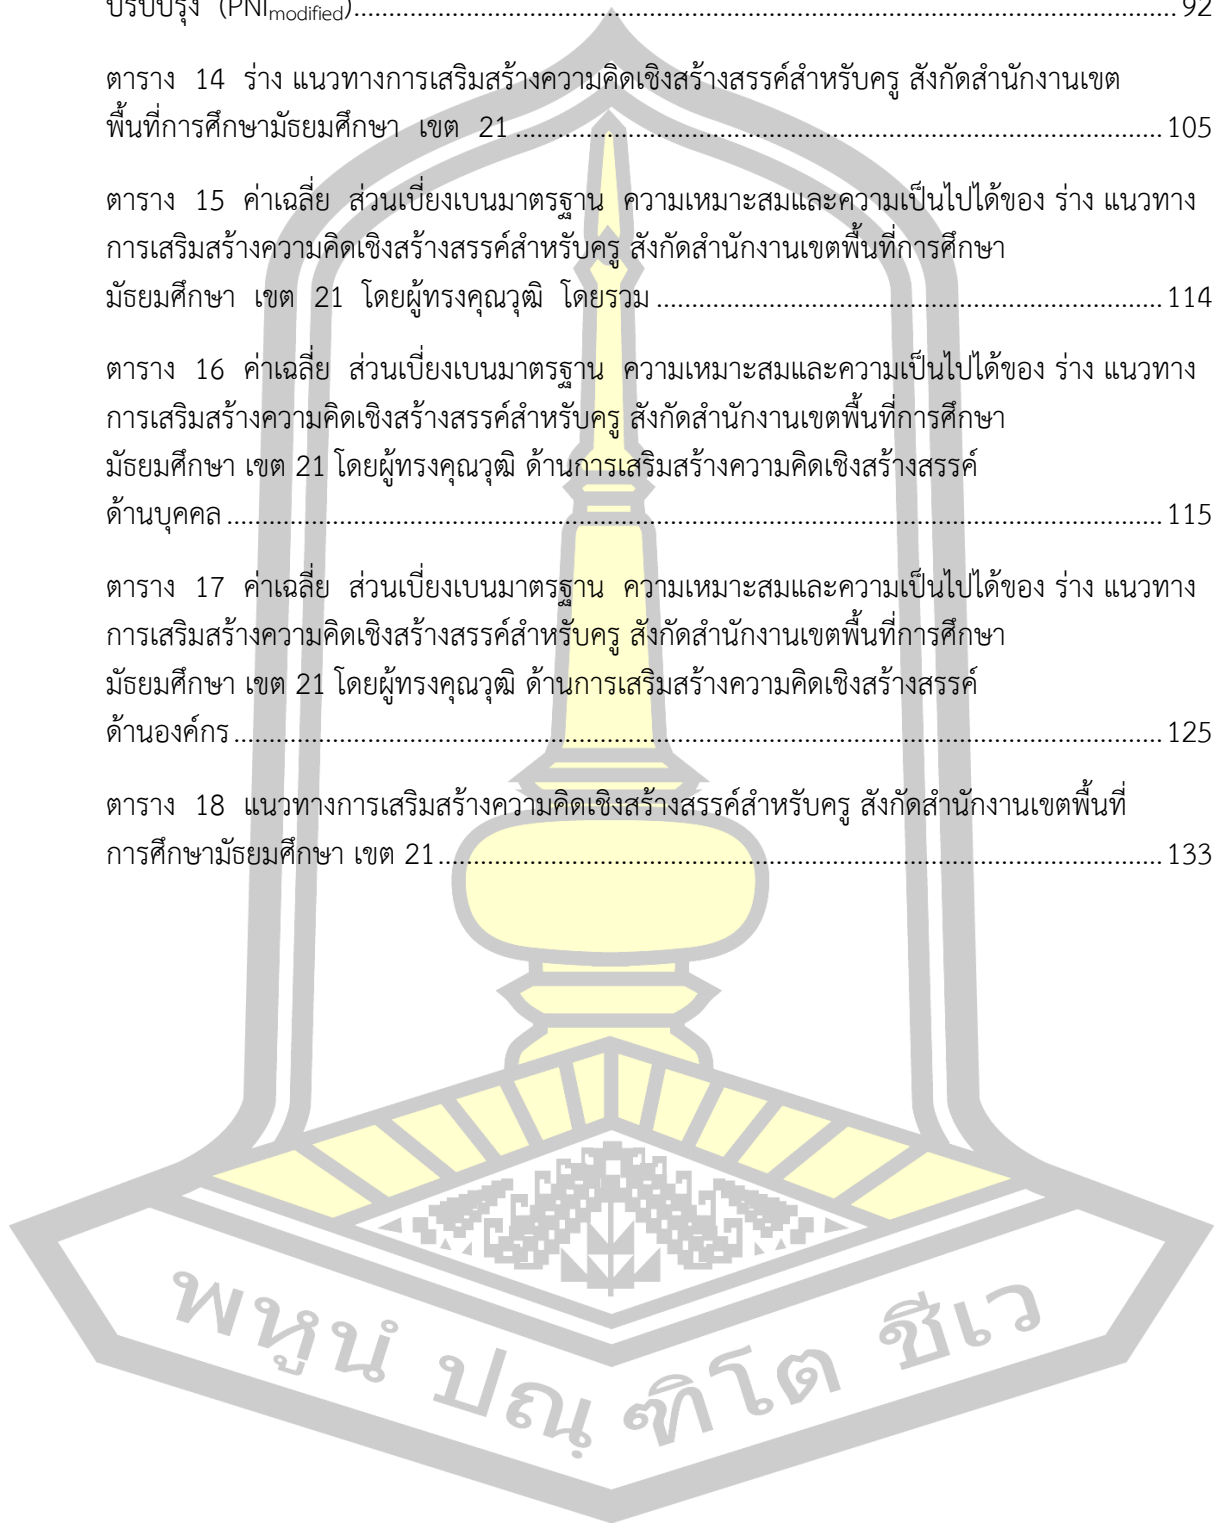 ปรับปรุง (PNImodified)........................................................................................................92
ตาราง 14 ร่าง แนวทางการเสริมสร้างความคิดเชิงสร้างสรรค์สำหรับครู สังกัดสำนักงานเขต
พื้นที่การศึกษามัธยมศึกษา เขต 21 ................................................................................ 105
ตาราง 15 ค่าเฉลี่ย ส่วนเบี่ยงเบนมาตรฐาน ความเหมาะสมและความเป็นไปได้ของ ร่าง แนวทาง
การเสริมสร้างความคิดเชิงสร้างสรรค์สำหรับครู สังกัดสำนักงานเขตพื้นที่การศึกษา
มัธยมศึกษา เขต 21 โดยผู้ทรงคุณวุฒิ โดยรวม ............................................................... 114
ตาราง 16 ค่าเฉลี่ย ส่วนเบี่ยงเบนมาตรฐาน ความเหมาะสมและความเป็นไปได้ของ ร่าง แนวทาง
การเสริมสร้างความคิดเชิงสร้างสรรค์สำหรับครู สังกัดสำนักงานเขตพื้นที่การศึกษา
มัธยมศึกษา เขต 21 โดยผู้ทรงคุณวุฒิ ด้านการเสริมสร้างความคิดเชิงสร้างสรรค์
ด้านบุคคล ..................................................................................................................... 115
ตาราง 17 ค่าเฉลี่ย ส่วนเบี่ยงเบนมาตรฐาน ความเหมาะสมและความเป็นไปได้ของ ร่าง แนวทาง
การเสริมสร้างความคิดเชิงสร้างสรรค์สำหรับครู สังกัดสำนักงานเขตพื้นที่การศึกษา
มัธยมศึกษา เขต 21 โดยผู้ทรงคุณวุฒิ ด้านการเสริมสร้างความคิดเชิงสร้างสรรค์
ด้านองค์กร .................................................................................................................... 125
ตาราง 18 แนวทางการเสริมสร้างความคิดเชิงสร้างสรรค์สำหรับครู สังกัดสำนักงานเขตพื้นที่
การศึกษามัธยมศึกษา เขต 21 .......................................................................................... 133
พหูนํ ปณฺฑิโต ชีเว